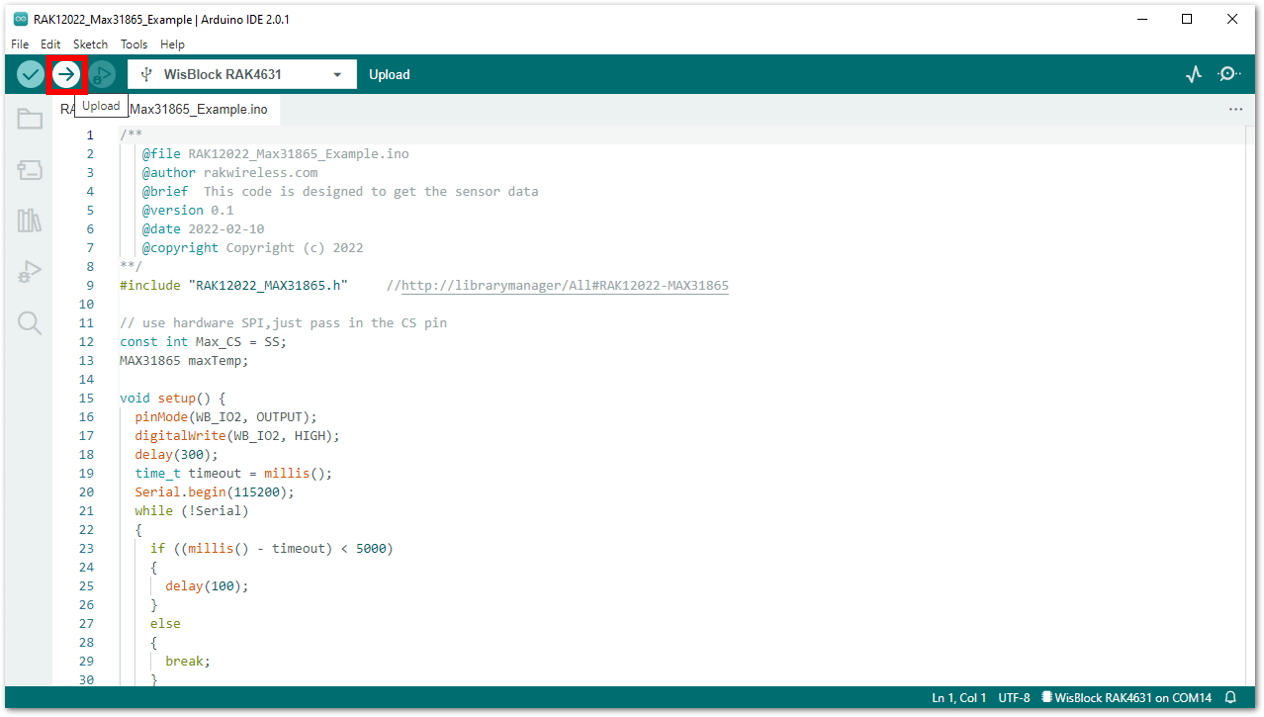 RAK12022_Max31865_Example | Arduino IDE 2.0.1
File Edit Sketch Tools Help
WisBlock RAK4631 Upload
RA Max31865_Example.ino
Upload
1 /**
2 @file RAK12022_Max31865_Example.ino
3 @author rakwireless.com
4 @brief  This code is designed to get the sensor data
5 @version 0.1
6 @date 2022-02-10
7 @copyright Copyright (c) 2022
8 **/
9 #include "RAK12022_MAX31865.h"     //http://librarymanager/All#RAK12022-MAX31865
10
11 // use hardware SPI,just pass in the CS pin
12 const int Max_CS = SS;
13 MAX31865 maxTemp;
14
15 void setup() {
16 pinMode(WB_IO2, OUTPUT);
17 digitalWrite(WB_IO2, HIGH);
18 delay(300);
19 time_t timeout = millis();
20 Serial.begin(115200);
21 while (!Serial)
22 {
23 if ((millis() - timeout) < 5000)
24 {
25 delay(100);
26 }
27 else
28 {
29 break;
30 }
Ln 1, Col 1 UTF-8 WisBlock RAK4631 on COM14